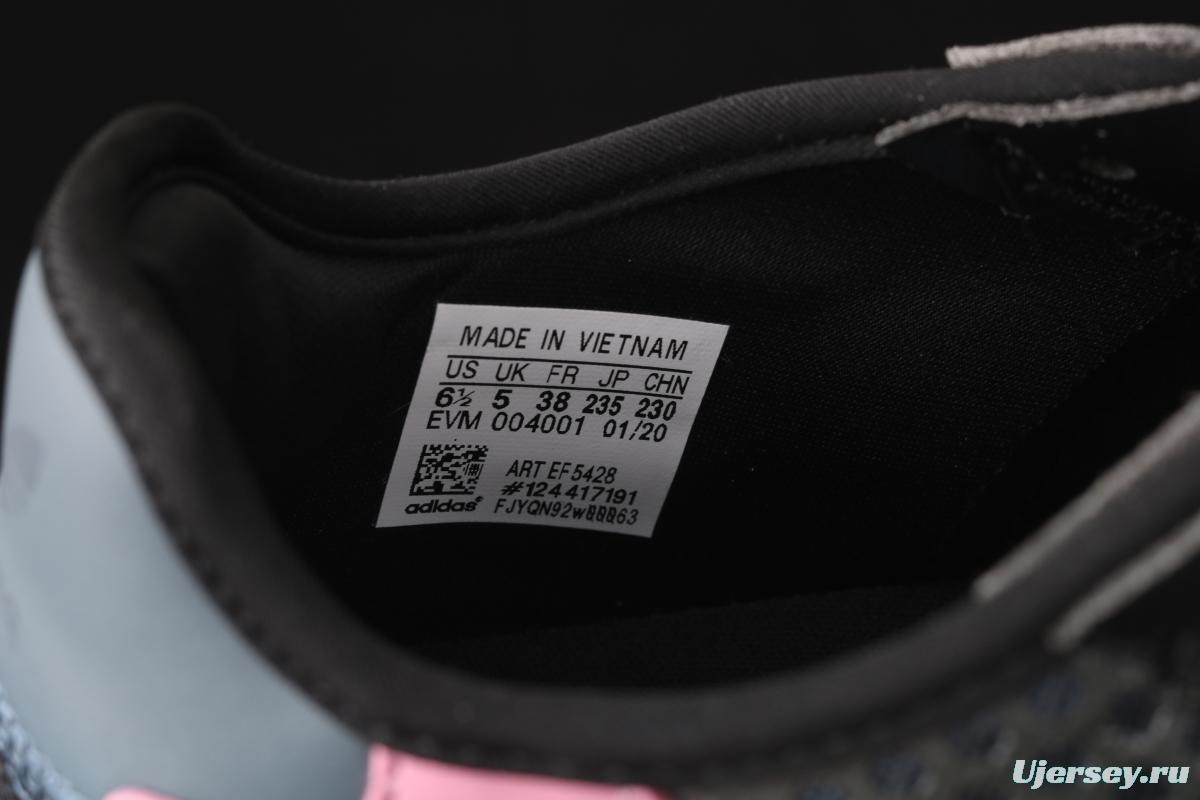 MADE IN VIETNAM
US UK FR JP CHN
6½ 5 38 235 230
EVM 004001 01/20
ART EF5428
#124417191
adidas®
Ujersey.ru